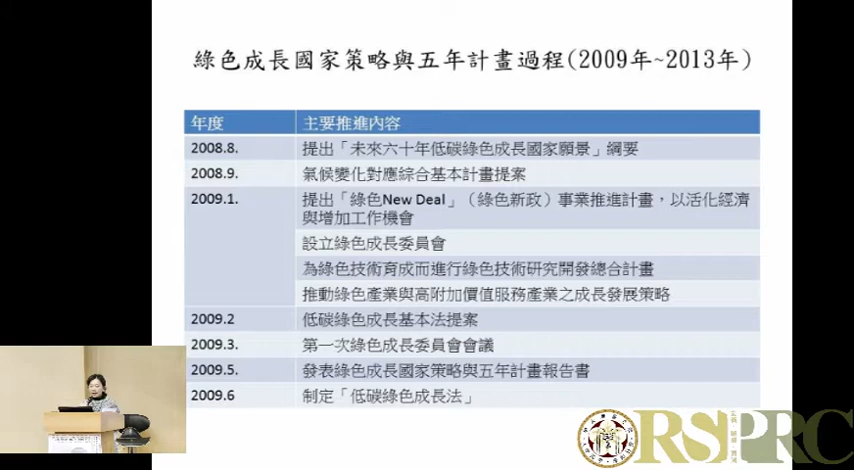 綠色成長國家策略與五年計畫過程(2009年~2013年)
年度 主要推進內容
2008.8. 提出「未來六十年低碳綠色成長國家願景」綱要
2008.9. 氣候變化對應綜合基本計畫提案
2009.1. 提出「綠色New Deal」(綠色新政)事業推進計畫，以活化經濟
與增加工作機會
設立綠色成長委員會
為綠色技術育成而進行綠色技術研究開發總合計畫
推動綠色產業與高附加價值服務產業之成長發展策略
2009.2 低碳綠色成長基本法提案
2009.3. 第一次綠色成長委員會會議
2009.5. 發表綠色成長國家策略與五年計畫報告書
2009.6 制定「低碳綠色成長法」
RSPRC